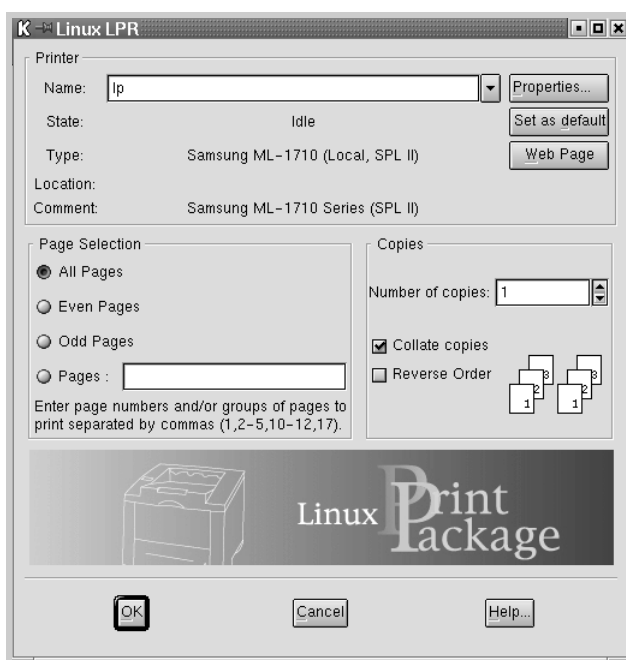 K Linux LPR
Printer
Name: lp Properties...
State: Idle Set as default
Type: Samsung ML-1710 (Local, SPL II) Web Page
Location:
Comment: Samsung ML-1710 Series (SPL II)
Page Selection
All Pages
Even Pages
Odd Pages
Pages :
Enter page numbers and/or groups of pages to
print separated by commas (1,2-5,10-12,17).
Copies
Number of copies: 1
Collate copies
Reverse Order
3 3
2 2
1 1
Linux Print
Package
OK Cancel Help...